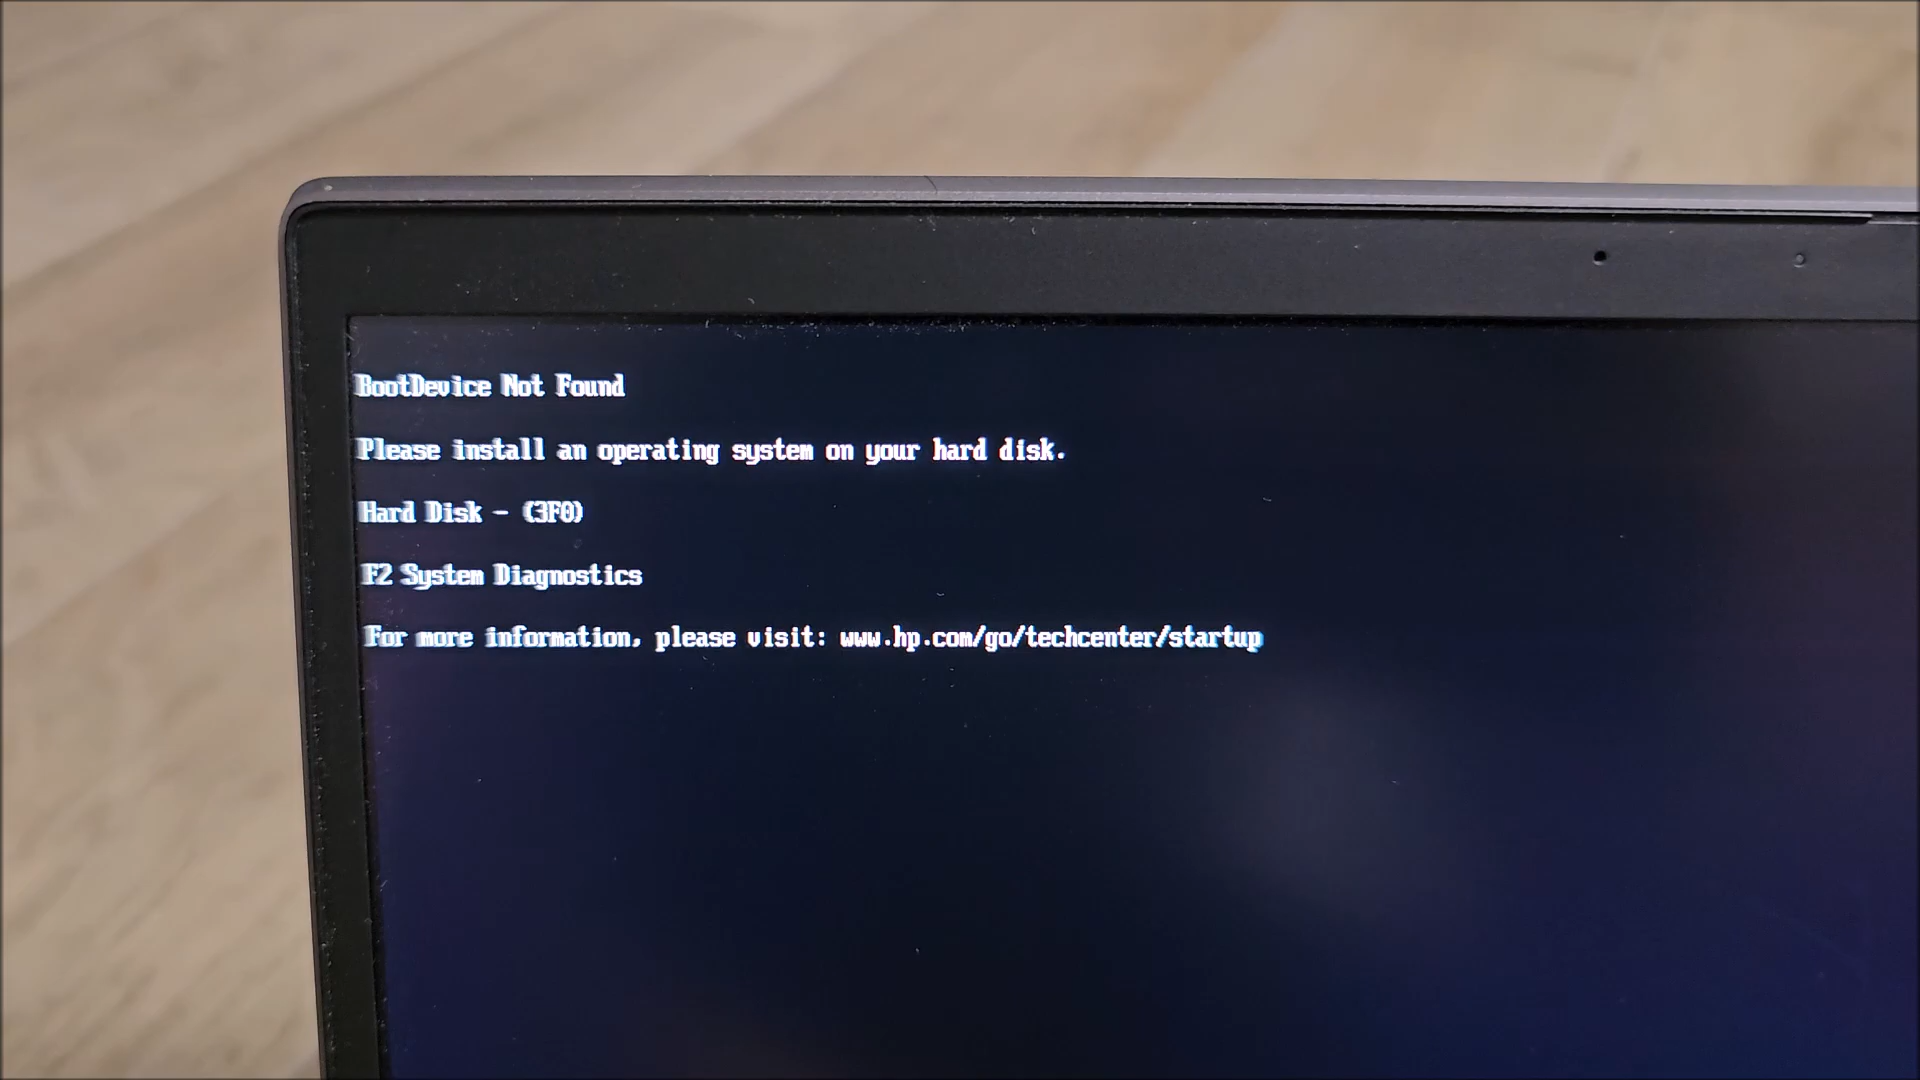 BootDevice Not Found
Please install an operating system on your hard disk.
Hard Disk - (3F0)
F2 System Diagnostics
For more information, please visit: www.hp.com/go/techcenter/startup